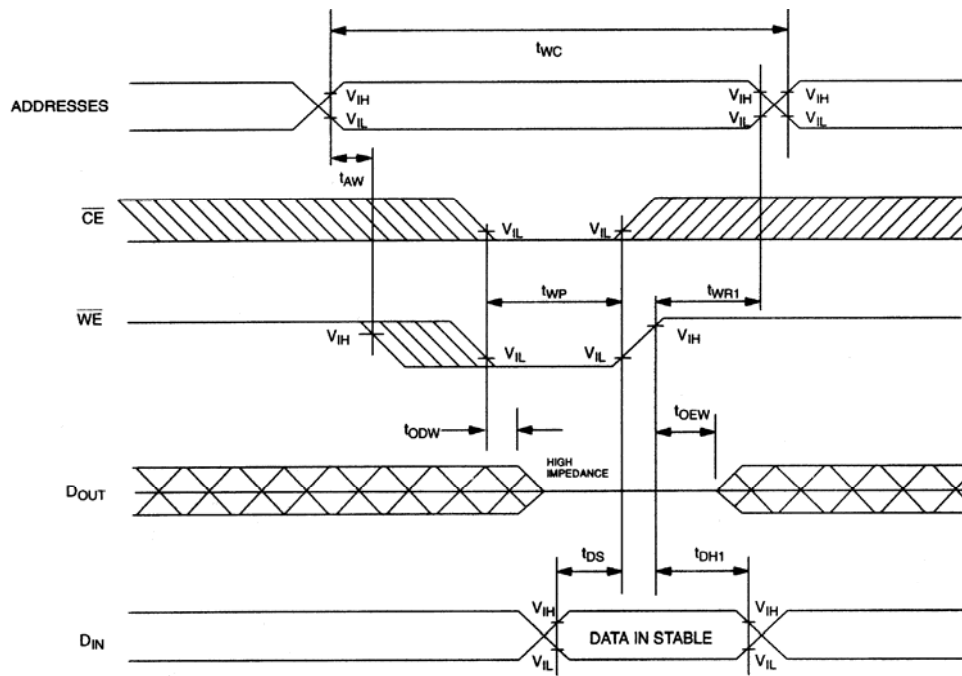 tWC
ADDRESSES
VIH
VIL
VIH
VIL
VIH
VIL
tAW
CE
VIL
VIL
tWP
tWR1
WE
VIH
VIL
VIL
VIH
tODW
tOEW
HIGH
IMPEDANCE
DOUT
tDS
tDH1
DIN
VIH
VIL
DATA IN STABLE
VIH
VIL